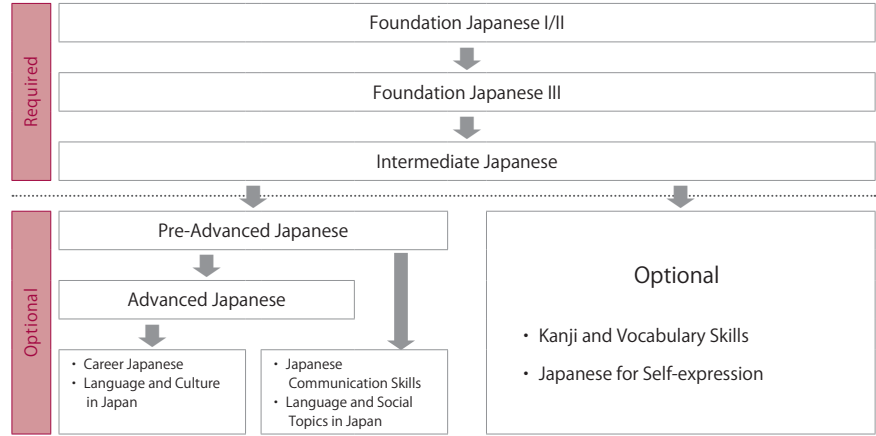 Required
Foundation Japanese I/II
Foundation Japanese III
Intermediate Japanese
Optional
Pre-Advanced Japanese
Advanced Japanese
・ Career Japanese
・ Language and Culture
in Japan
・ Japanese
Communication Skills
・ Language and Social
Topics in Japan
Optional
・ Kanji and Vocabulary Skills
・ Japanese for Self-expression